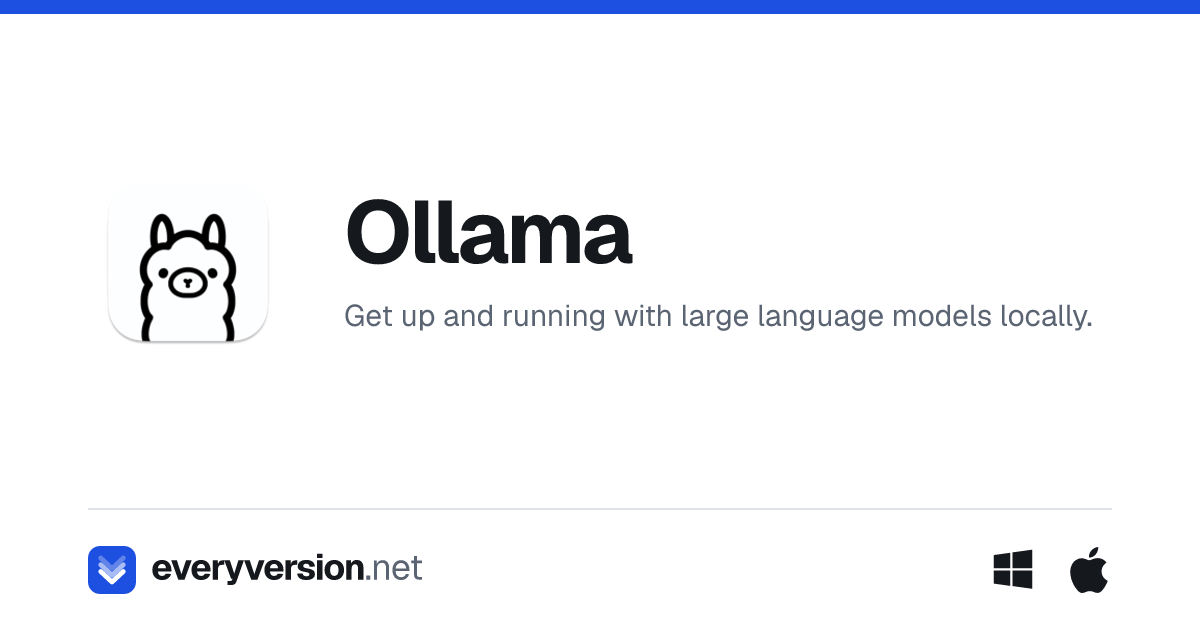 Ollama
Get up and running with large language models locally.
everyversion.net